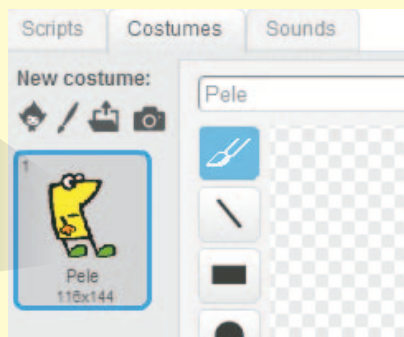 Scripts Costumes Sounds
New costume:
Pele
1
Pele
116x144